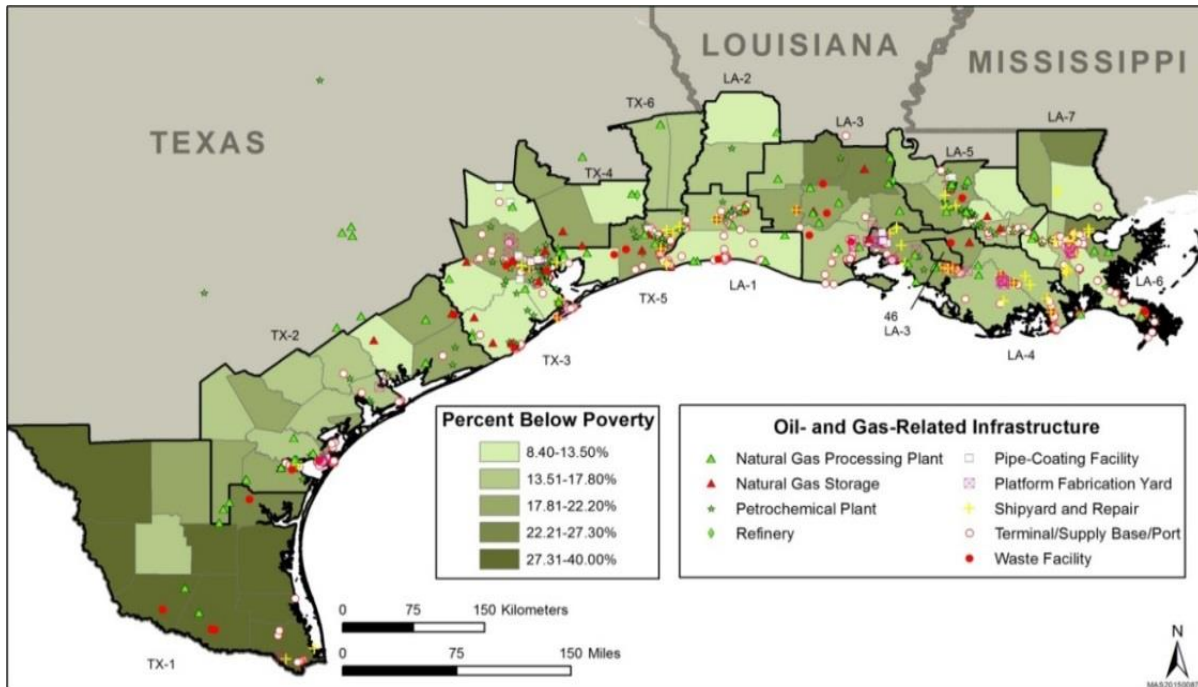 LOUISIANA
MISSISSIPPI
TEXAS
LA-2
TX-6
LA-3
LA-7
LA-5
TX-4
LA-6
TX-5
LA-1
46
LA-3
TX-2
TX-3
LA-4
TX-1
Percent Below Poverty
8.40-13.50%
13.51-17.80%
17.81-22.20%
22.21-27.30%
27.31-40.00%
Oil- and Gas-Related Infrastructure
Natural Gas Processing Plant
Natural Gas Storage
Petrochemical Plant
Refinery
Pipe-Coating Facility
Platform Fabrication Yard
Shipyard and Repair
Terminal/Supply Base/Port
Waste Facility
0 75 150 Kilometers
0 75 150 Miles
N